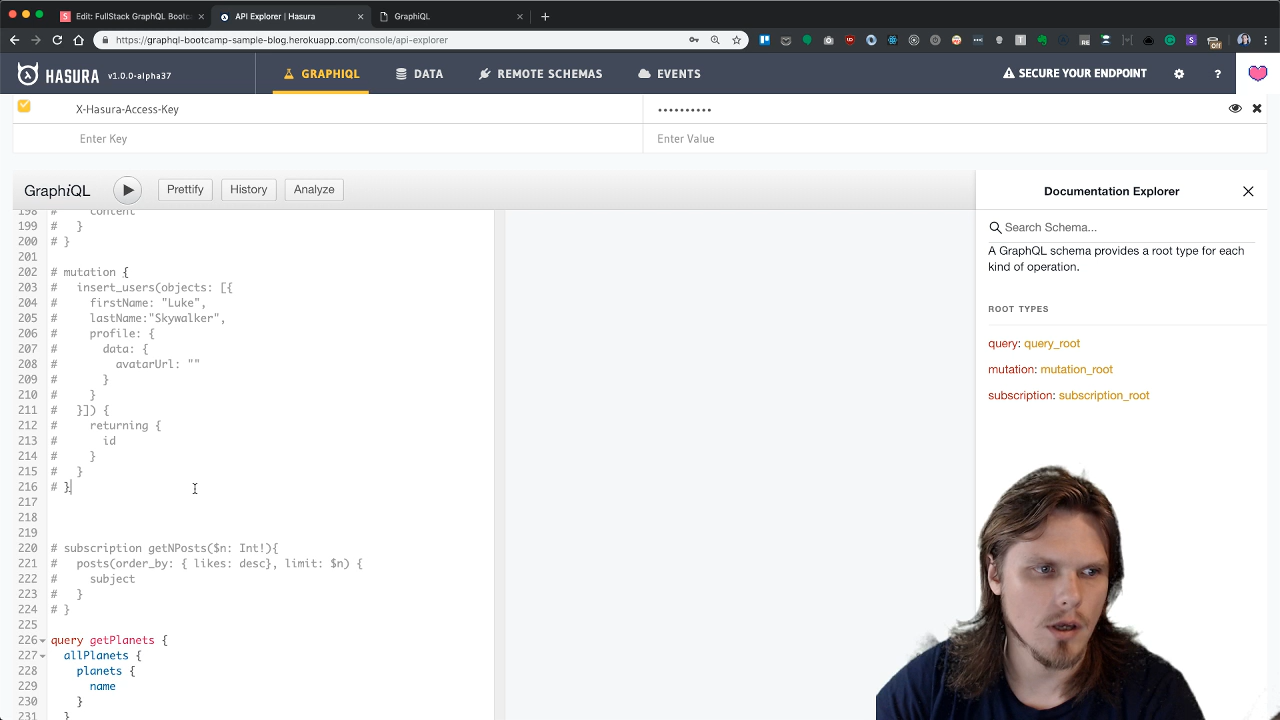 Edit: FullStack GraphQL Bootc
API Explorer | Hasura
GraphiQL
https://graphql-bootcamp-sample-blog.herokuapp.com/console/api-explorer
HASURA v1.0.0-alpha37
GRAPHIQL
DATA
REMOTE SCHEMAS
EVENTS
SECURE YOUR ENDPOINT
X-Hasura-Access-Key ••••••••••
Enter Key Enter Value
GraphiQL
Prettify
History
Analyze
198 # content
199 # }
200 # }
201
202 # mutation {
203 # insert_users(objects: [{
204 # firstName: "Luke",
205 # lastName:"Skywalker",
206 # profile: {
207 # data: {
208 # avatarUrl: ""
209 # }
210 # }
211 # }]) {
212 # returning {
213 # id
214 # }
215 # }
216 # }
217
218
219
220 # subscription getNPosts($n: Int!){
221 # posts(order_by: { likes: desc}, limit: $n) {
222 # subject
223 # }
224 # }
225
226 query getPlanets {
227 allPlanets {
228 planets {
229 name
230 }
231 }
Documentation Explorer
Search Schema...
A GraphQL schema provides a root type for each
kind of operation.
ROOT TYPES
query: query_root
mutation: mutation_root
subscription: subscription_root